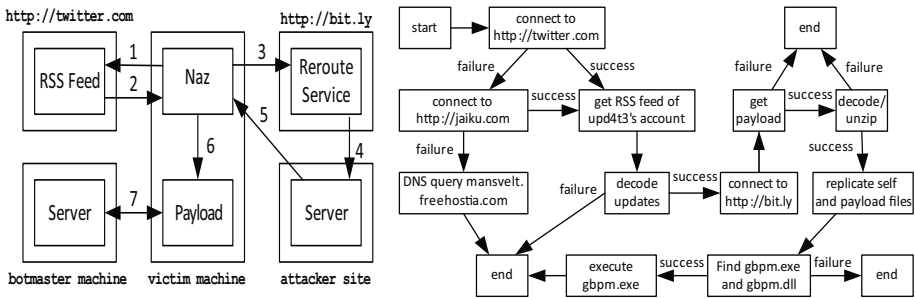 http://twitter.com
http://bit.ly
RSS Feed
1
2
Naz
3
Reroute
Service
5
4
6
Server
7
Payload
Server
botmaster machine
victim machine
attacker site
start
connect to
http://twitter.com
end
failure
success
failure
failure
connect to
http://jaiku.com
success
get RSS feed of
upd4t3's account
get
payload
success
decode/
unzip
failure
success
DNS query mansvelt.
freehostia.com
failure
decode
updates
success
connect to
http://bit.ly
replicate self
and payload files
end
execute
gbpm.exe
success
Find gbpm.exe
and gbpm.dll
failure
end